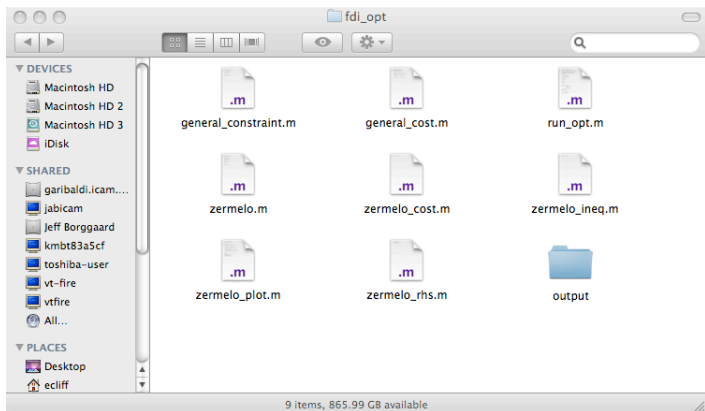 fdi_opt
DEVICES
Macintosh HD
Macintosh HD 2
Macintosh HD 3
iDisk
SHARED
garibaldi.icam....
jabicam
Jeff Borggaard
kmbt83a5cf
toshiba-user
vt-fire
vtfire
All...
PLACES
Desktop
ecliff
.m .m .m
general_constraint.m general_cost.m run_opt.m
.m .m .m
zermelo.m zermelo_cost.m zermelo_ineq.m
.m .m
zermelo_plot.m zermelo_rhs.m output
9 items, 865.99 GB available